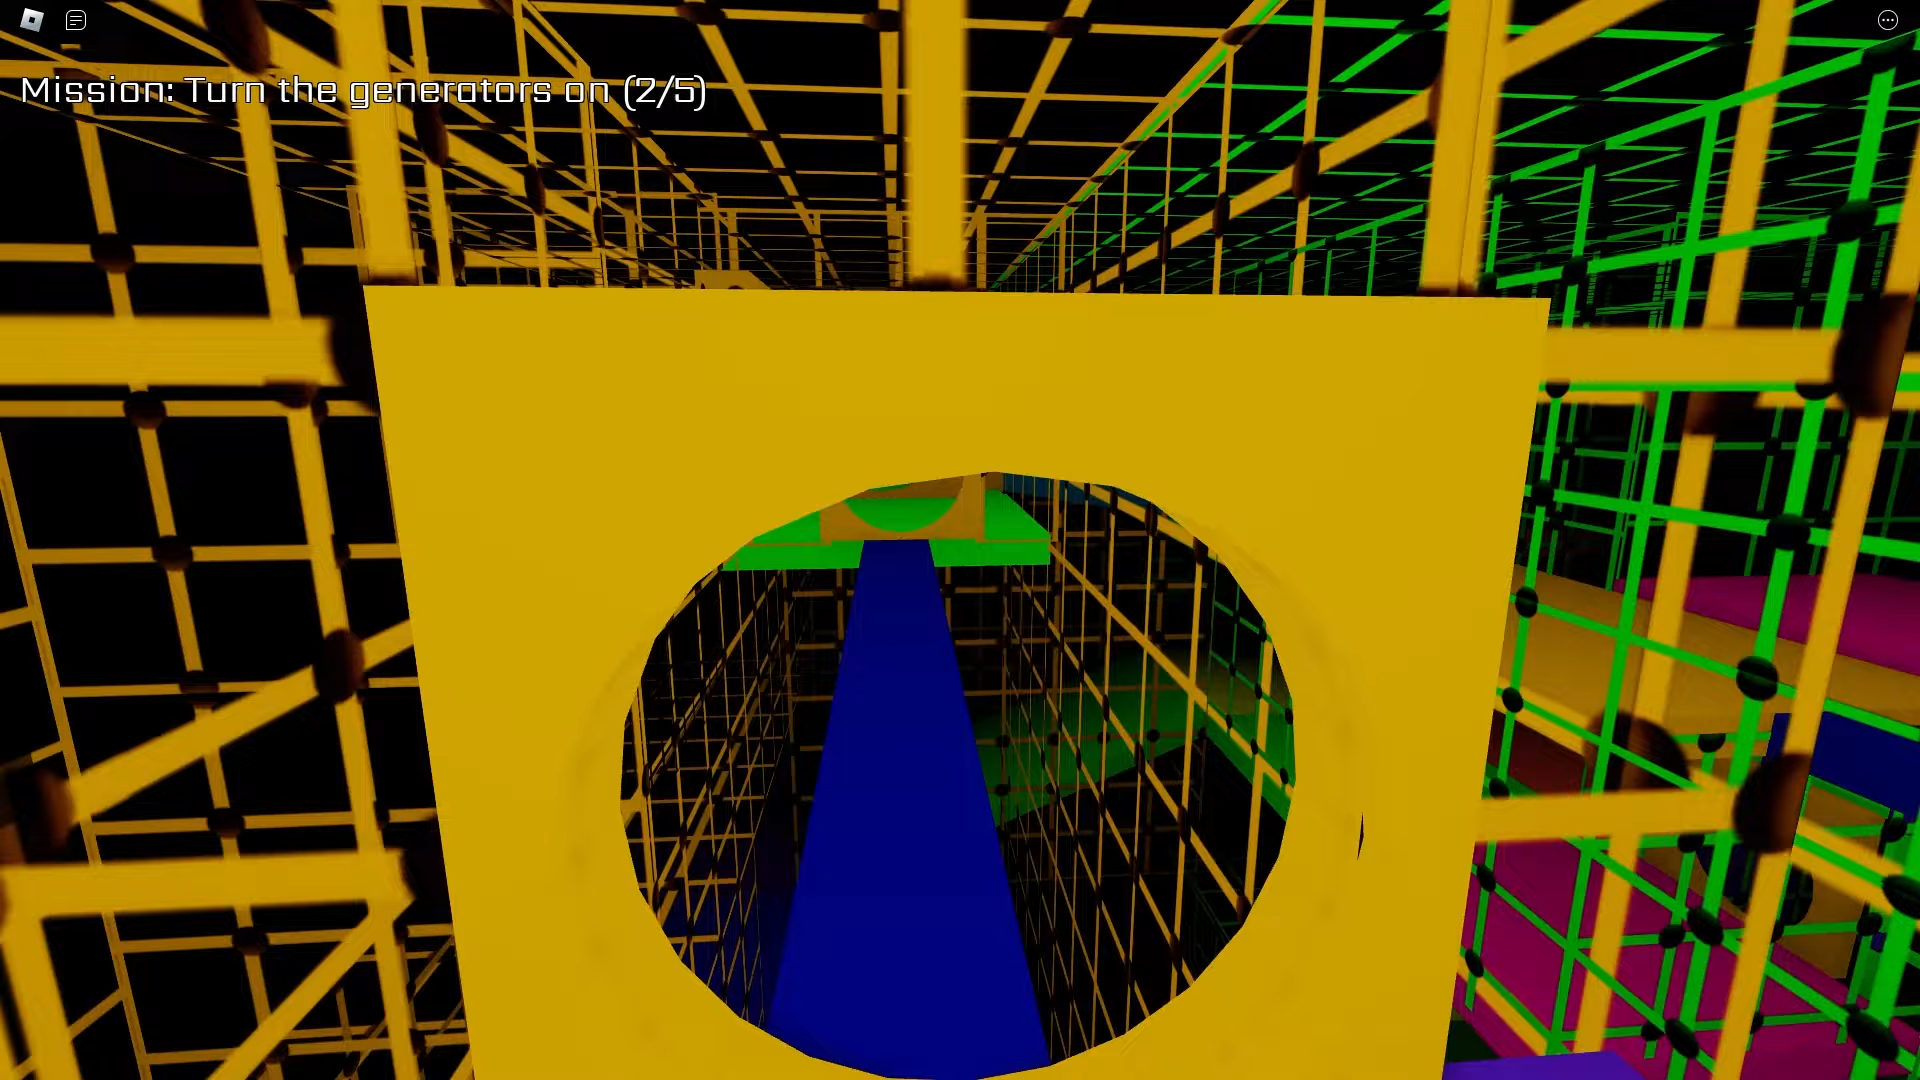 Mission: Turn the generators on (2/5)